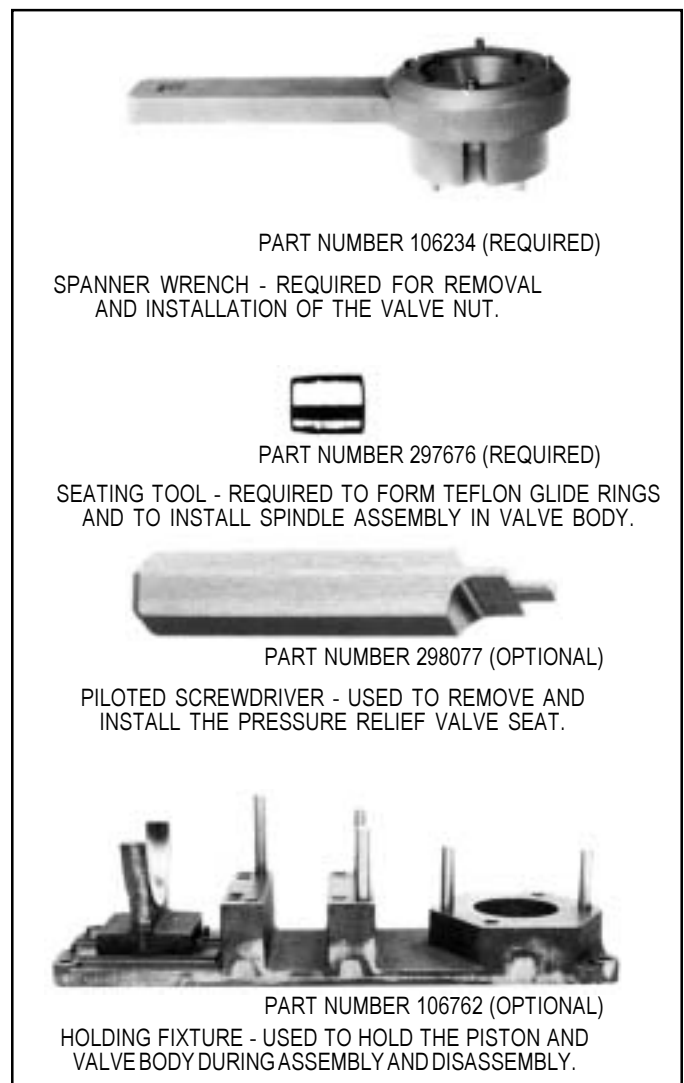 PART NUMBER 106234 (REQUIRED)
SPANNER WRENCH - REQUIRED FOR REMOVAL
AND INSTALLATION OF THE VALVE NUT.
PART NUMBER 297676 (REQUIRED)
SEATING TOOL - REQUIRED TO FORM TEFLON GLIDE RINGS
AND TO INSTALL SPINDLE ASSEMBLY IN VALVE BODY.
PART NUMBER 298077 (OPTIONAL)
PILOTED SCREWDRIVER - USED TO REMOVE AND
INSTALL THE PRESSURE RELIEF VALVE SEAT.
PART NUMBER 106762 (OPTIONAL)
HOLDING FIXTURE - USED TO HOLD THE PISTON AND
VALVE BODY DURING ASSEMBLY AND DISASSEMBLY.